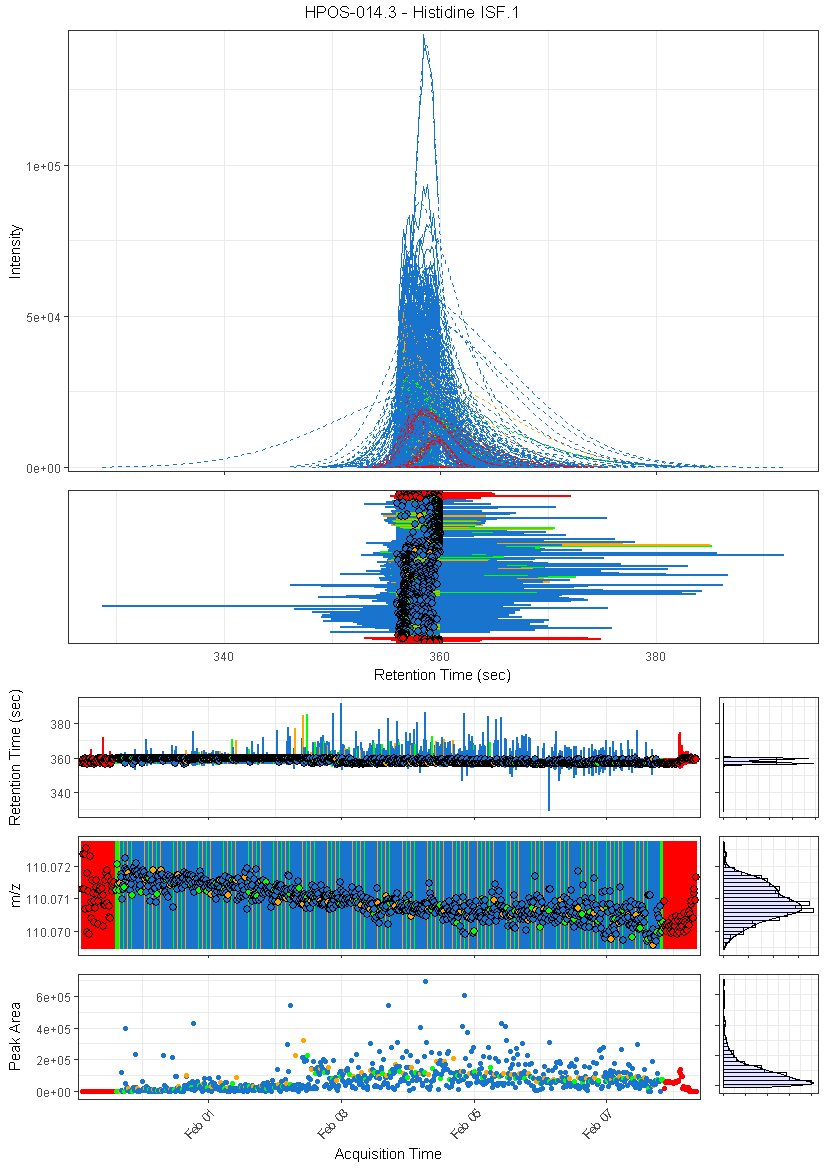 HPOS-014.3 - Histidine ISF.1
Intensity
1e+05
5e+04
0e+00
340
360
380
Retention Time (sec)
Retention Time (sec)
380
360
340
m/z
110.072
110.071
110.070
Peak Area
6e+05
4e+05
2e+05
0e+00
Feb 01
Feb 03
Feb 05
Feb 07
Acquisition Time